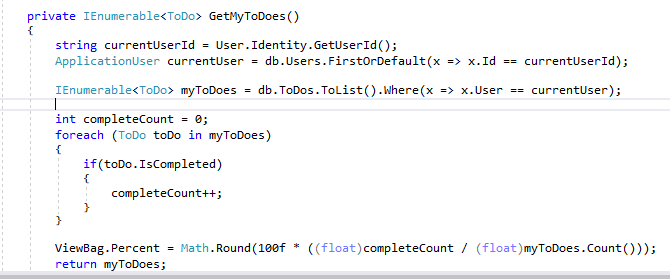 private IEnumerable<ToDo> GetMyToDoes()
{
string currentUserId = User.Identity.GetUserId();
ApplicationUser currentUser = db.Users.FirstOrDefault(x => x.Id == currentUserId);
IEnumerable<ToDo> myToDoes = db.ToDos.ToList().Where(x => x.User == currentUser);
int completeCount = 0;
foreach (ToDo toDo in myToDoes)
{
if(toDo.IsCompleted)
{
completeCount++;
}
}
ViewBag.Percent = Math.Round(100f * ((float)completeCount / (float)myToDoes.Count()));
return myToDoes;